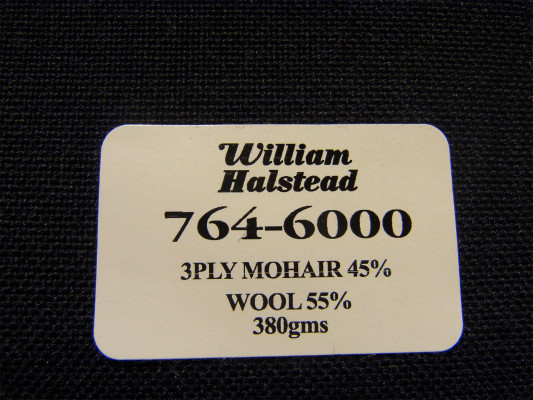 William
Halstead
764-6000
3PLY MOHAIR 45%
WOOL 55%
380gms